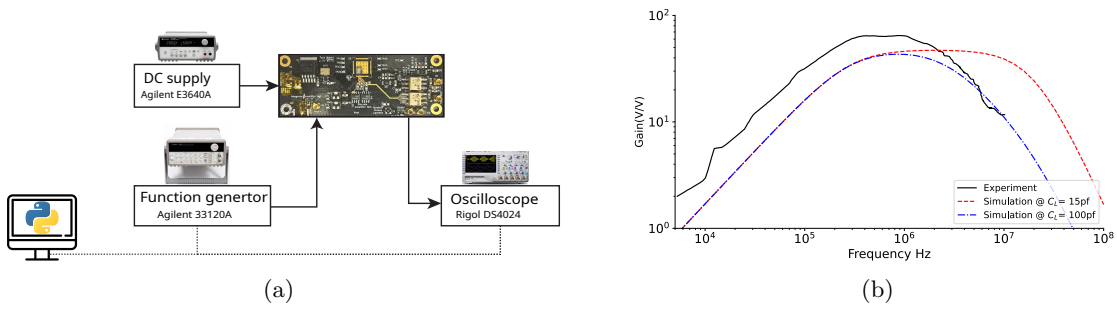 DC supply
Agilent E3640A
Function genertor
Agilent 33120A
Oscilloscope
Rigol DS4024
(a)
10²
10¹
10⁰
Gain(V/V)
Experiment
Simulation @ C_L= 15pf
Simulation @ C_L= 100pf
10⁴ 10⁵ 10⁶ 10⁷ 10⁸
Frequency Hz
(b)